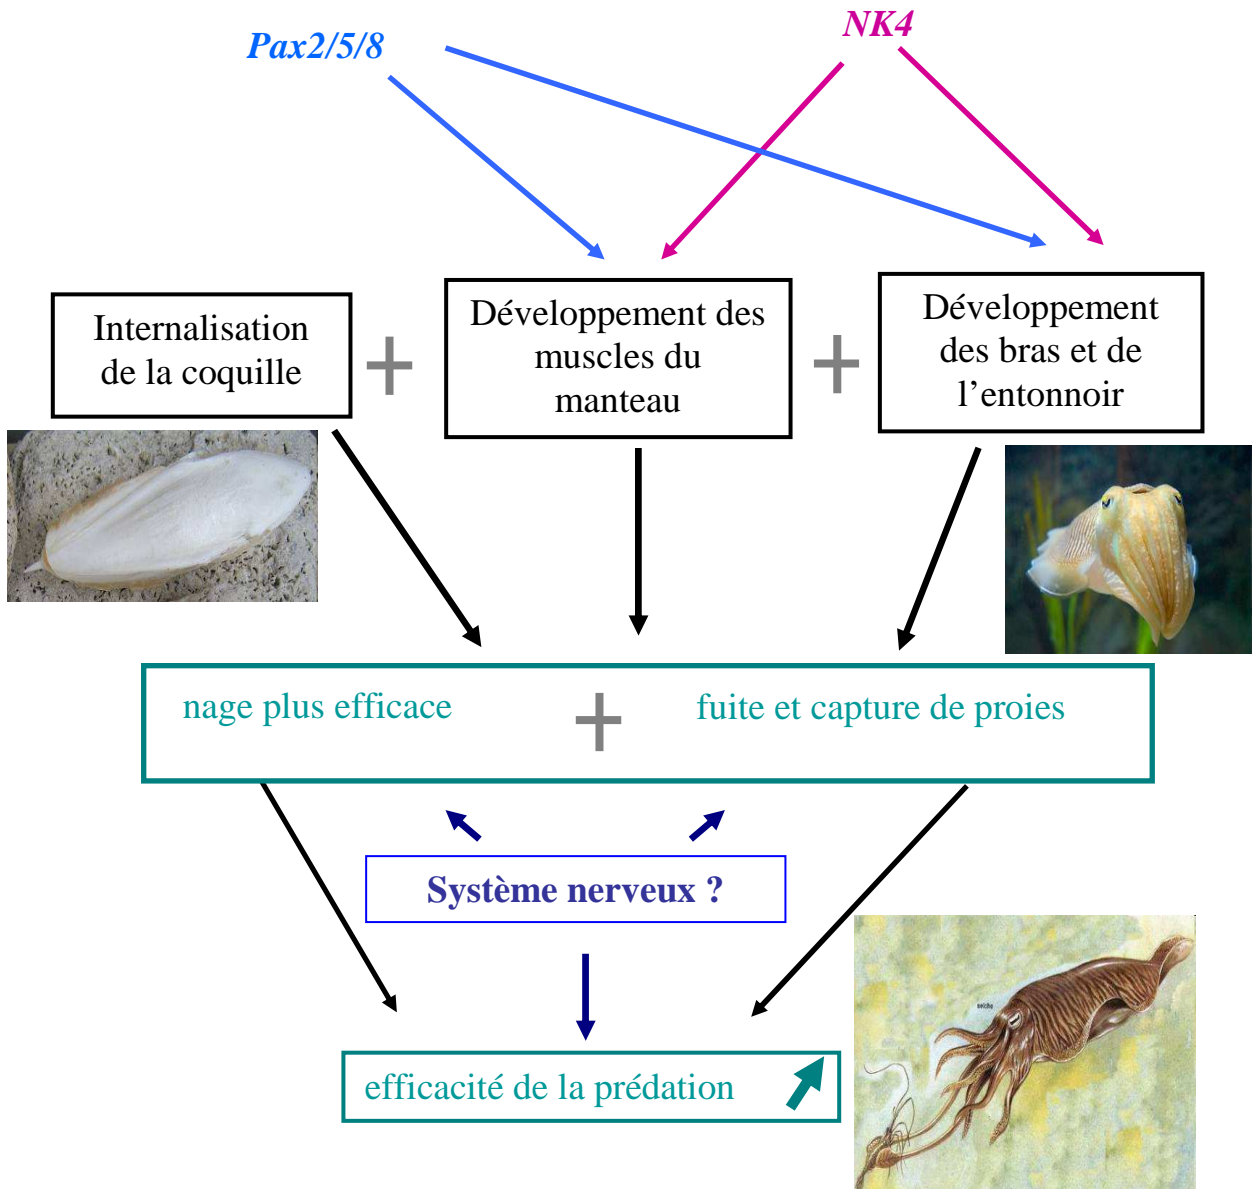 Pax2/5/8
NK4
Internalisation
de la coquille
+
Développement des
muscles du
manteau
+
Développement
des bras et de
l’entonnoir
nage plus efficace
+
fuite et capture de proies
Système nerveux ?
seiche
efficacité de la prédation